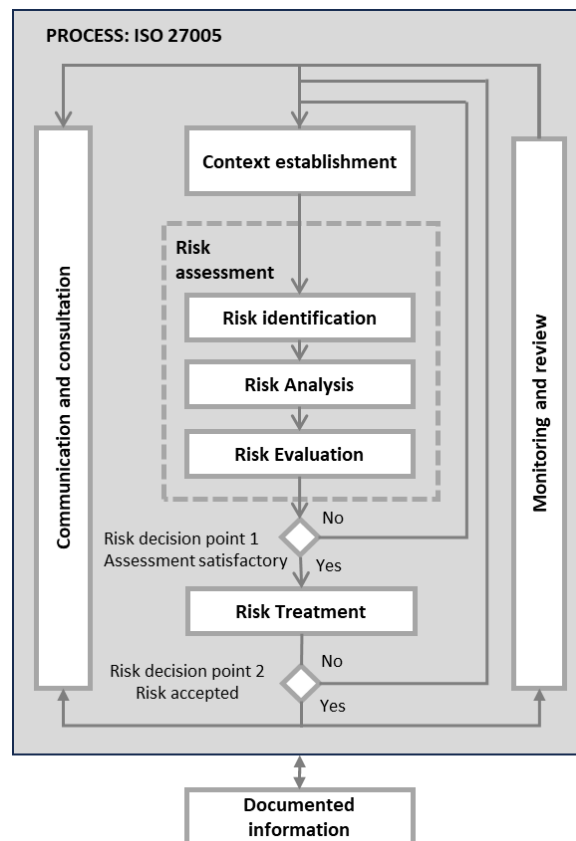 PROCESS: ISO 27005
Context establishment
Risk
assessment
Risk identification
Risk Analysis
Risk Evaluation
No
Risk decision point 1
Assessment satisfactory
Yes
Risk Treatment
No
Risk decision point 2
Risk accepted
Yes
Communication and consultation
Monitoring and review
Documented
information